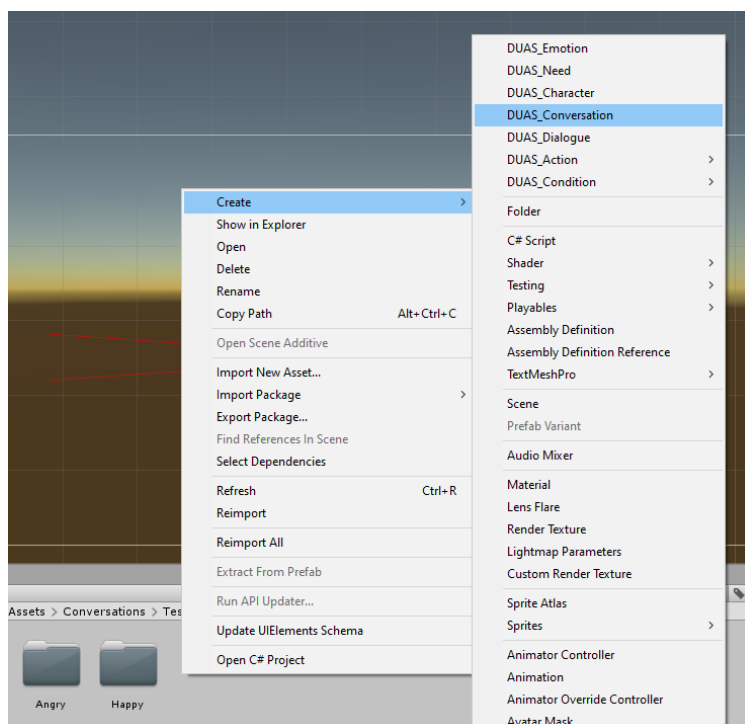 DUAS_Emotion
DUAS_Need
DUAS_Character
DUAS_Conversation
DUAS_Dialogue
DUAS_Action
DUAS_Condition
Folder
C# Script
Shader
Testing
Playables
Assembly Definition
Assembly Definition Reference
TextMeshPro
Scene
Prefab Variant
Audio Mixer
Material
Lens Flare
Render Texture
Lightmap Parameters
Custom Render Texture
Sprite Atlas
Sprites
Animator Controller
Animation
Animator Override Controller
Avatar Mask
Create
Show in Explorer
Open
Delete
Rename
Copy Path Alt+Ctrl+C
Open Scene Additive
Import New Asset...
Import Package
Export Package...
Find References In Scene
Select Dependencies
Refresh Ctrl+R
Reimport
Reimport All
Extract From Prefab
Run API Updater...
Update UIElements Schema
Open C# Project
Assets > Conversations > Tes
Angry
Happy